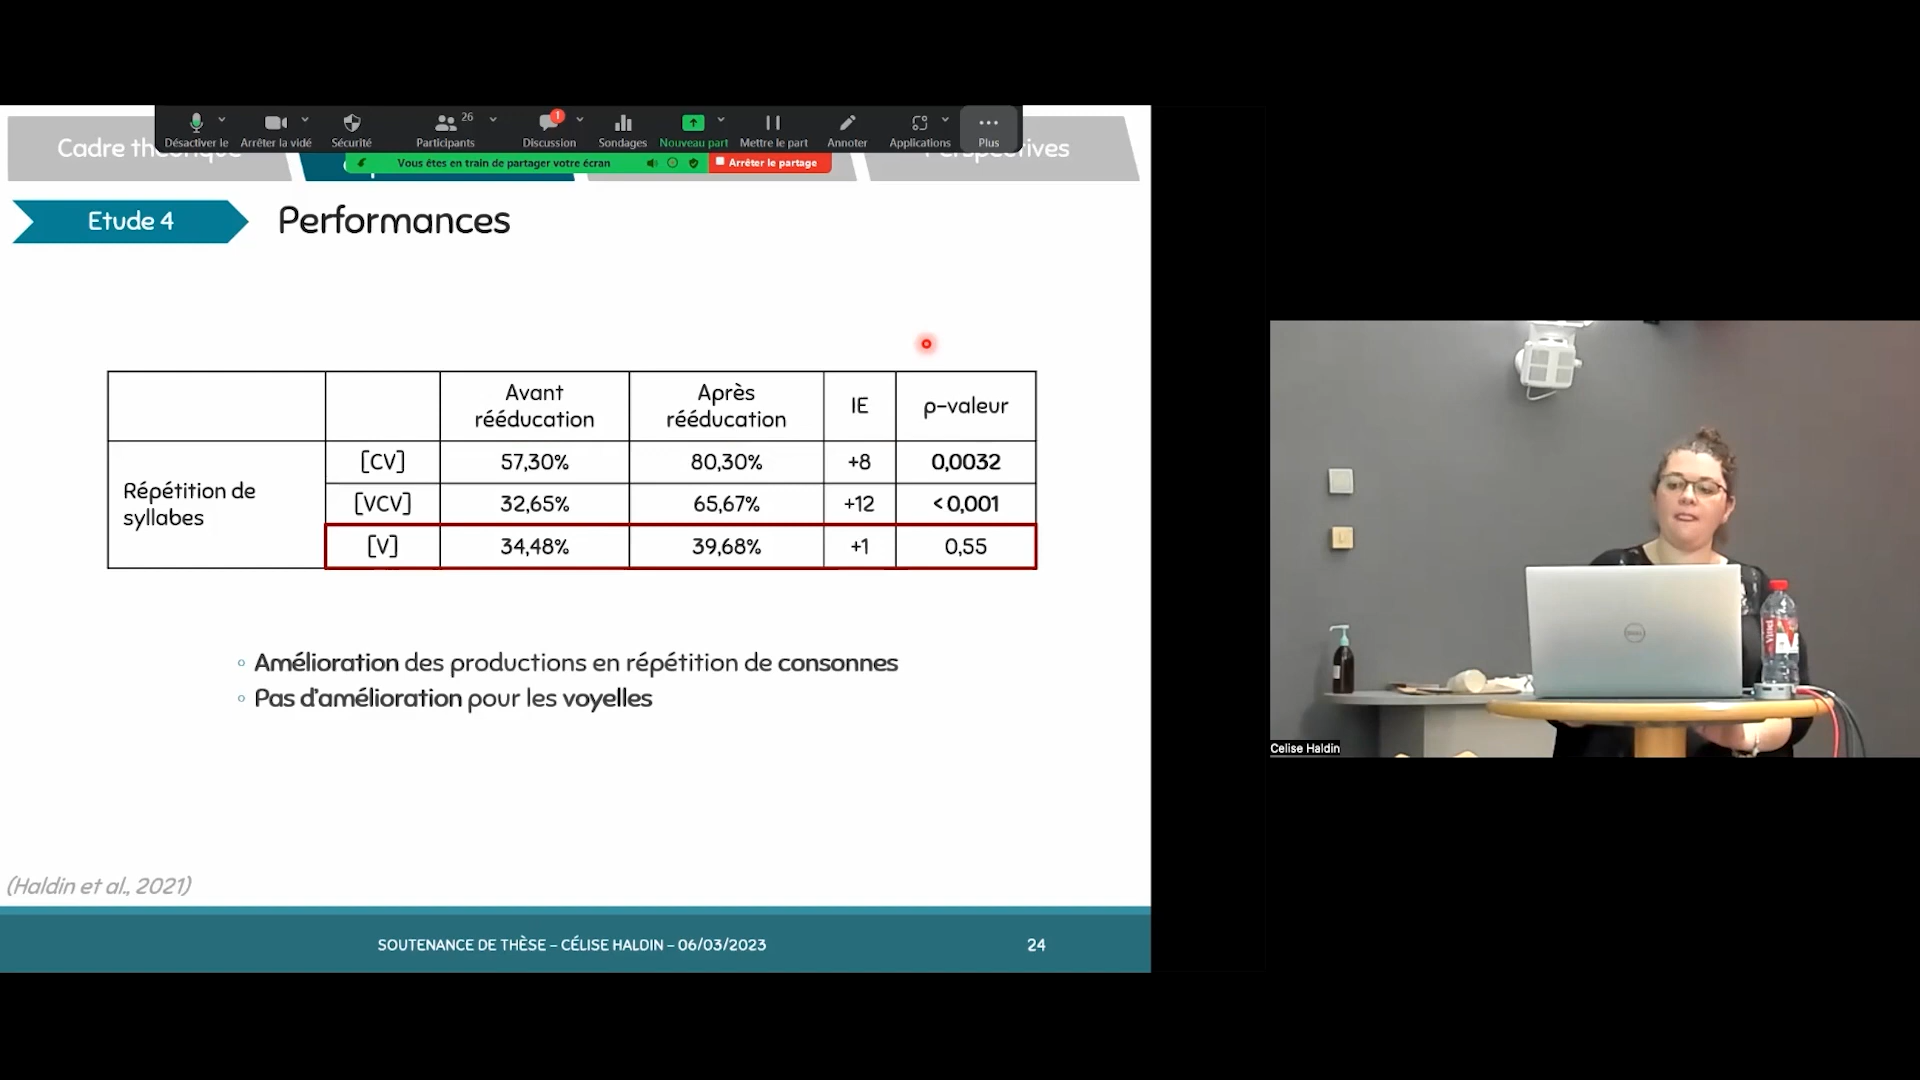 26
1
Désactiver le
Arrêter la vidé
Sécurité
Participants
Discussion
Sondages
Nouveau part
Mettre le part
Annoter
Applications
Plus
Vous êtes en train de partager votre écran
Arrêter le partage
Cadre
Etude 4
Performances
Avant rééducation
Après rééducation
IE
p-valeur
Répétition de syllabes
[CV]
57,30%
80,30%
+8
0,0032
[VCV]
32,65%
65,67%
+12
< 0,001
[V]
34,48%
39,68%
+1
0,55
Amélioration des productions en répétition de consonnes
Pas d'amélioration pour les voyelles
(Haldin et al., 2021)
SOUTENANCE DE THÈSE – CÉLISE HALDIN – 06/03/2023
24
DELL
Vittel
Celise Haldin